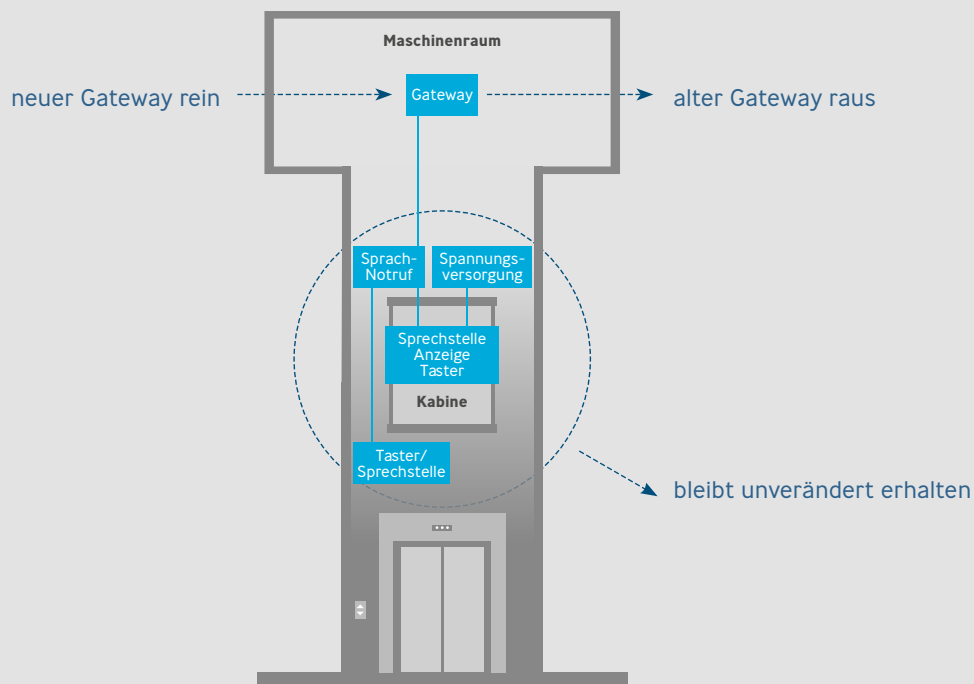 Maschinenraum
neuer Gateway rein
Gateway
alter Gateway raus
Sprach-
Notruf
Spannungs-
versorgung
Sprechstelle
Anzeige
Taster
Kabine
Taster/
Sprechstelle
bleibt unverändert erhalten